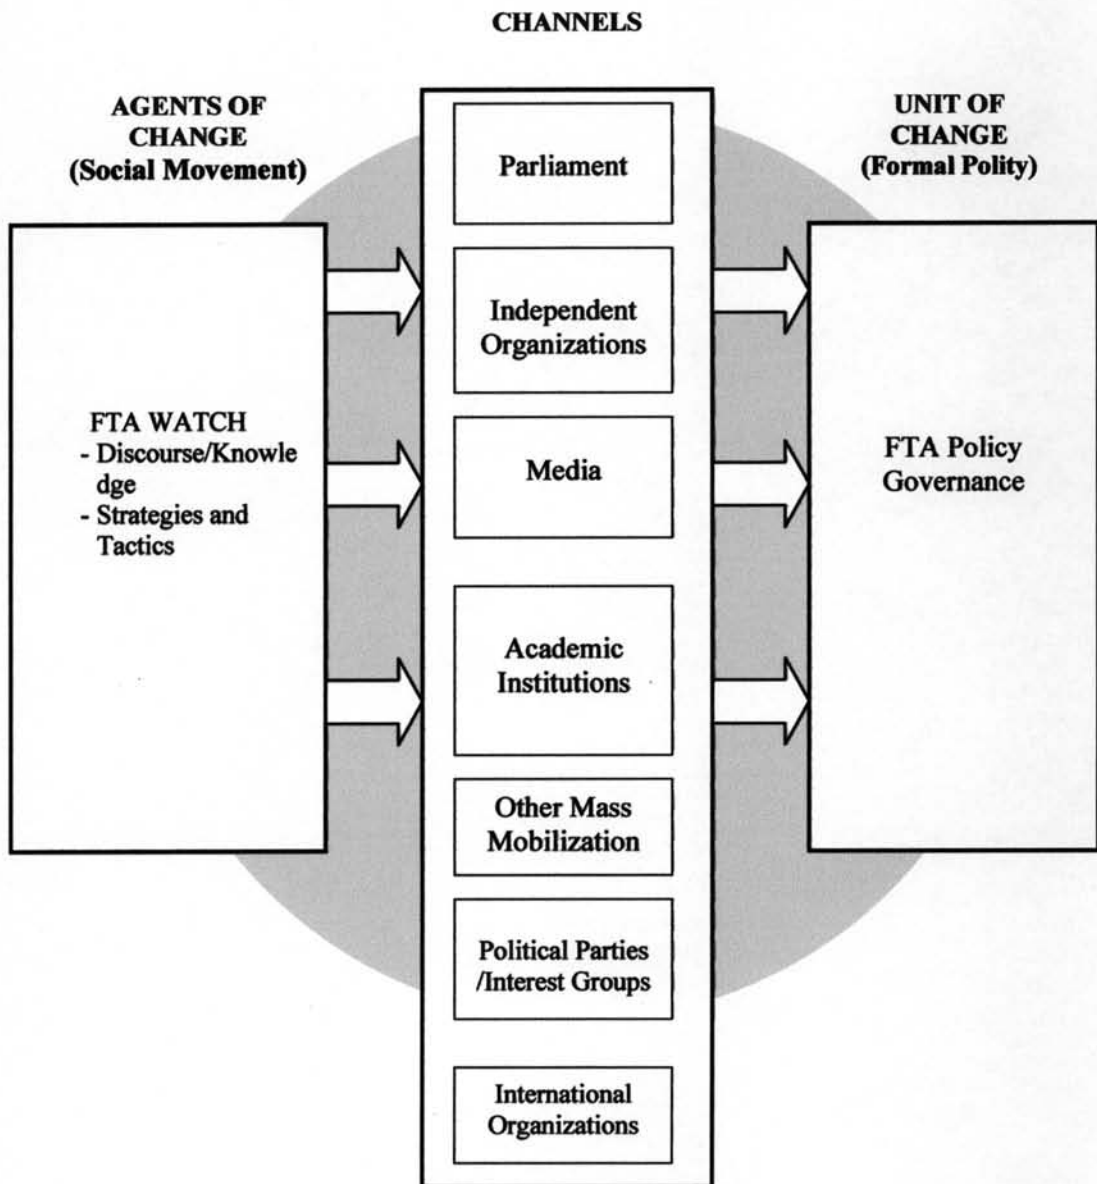 CHANNELS
AGENTS OF
CHANGE
(Social Movement)
FTA WATCH
- Discourse/Knowle
dge
- Strategies and
Tactics
Parliament
Independent
Organizations
Media
Academic
Institutions
Other Mass
Mobilization
Political Parties
/Interest Groups
International
Organizations
UNIT OF
CHANGE
(Formal Polity)
FTA Policy
Governance